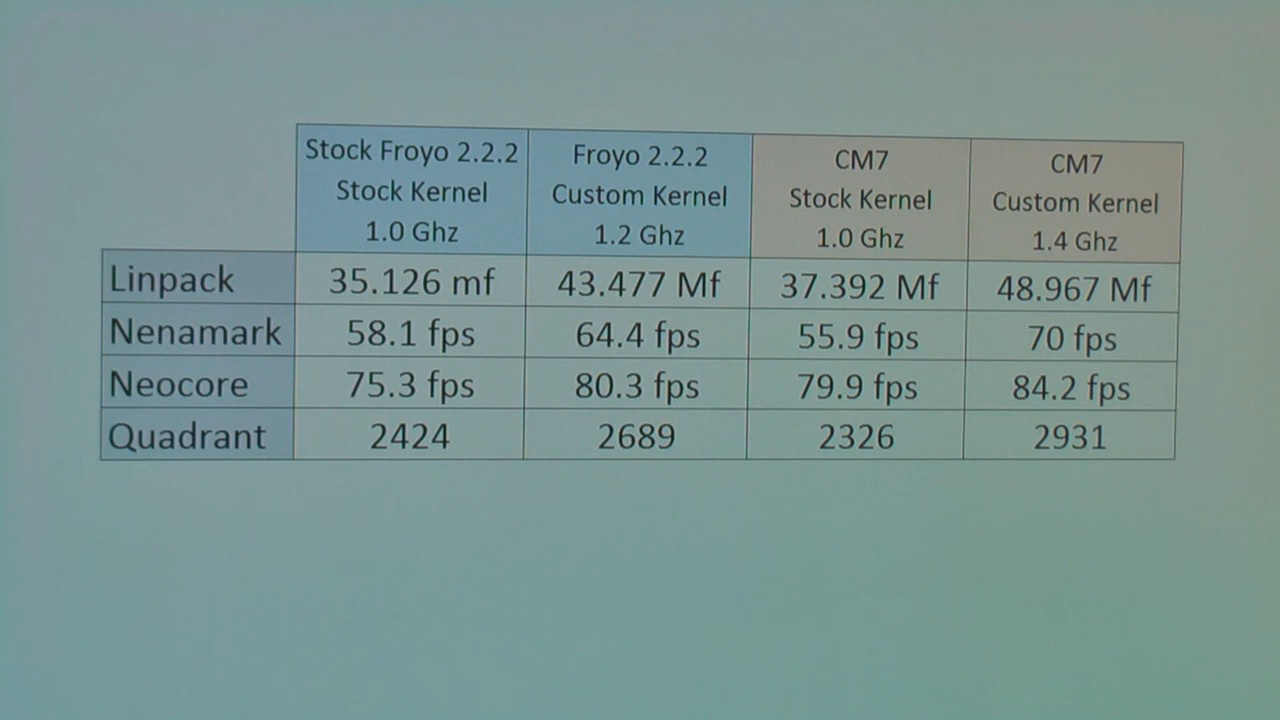 Stock Froyo 2.2.2
Stock Kernel
1.0 Ghz
Froyo 2.2.2
Custom Kernel
1.2 Ghz
CM7
Stock Kernel
1.0 Ghz
CM7
Custom Kernel
1.4 Ghz
Linpack 35.126 mf 43.477 Mf 37.392 Mf 48.967 Mf
Nenamark 58.1 fps 64.4 fps 55.9 fps 70 fps
Neocore 75.3 fps 80.3 fps 79.9 fps 84.2 fps
Quadrant 2424 2689 2326 2931